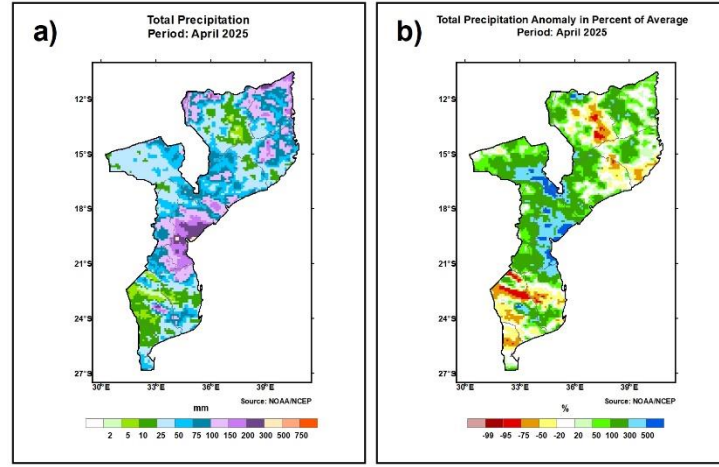 a)
Total Precipitation
Period: April 2025
12°S
15°S
18°S
21°S
24°S
27°S
30°E 33°E 36°E 39°E
Source: NOAA/NCEP
mm
2 5 10 25 50 75 100 150 200 300 500 750
b)
Total Precipitation Anomaly in Percent of Average
Period: April 2025
12°S
15°S
18°S
21°S
24°S
27°S
30°E 33°E 36°E 39°E
Source: NOAA/NCEP
%
-99 -95 -75 -50 -20 20 50 100 300 500